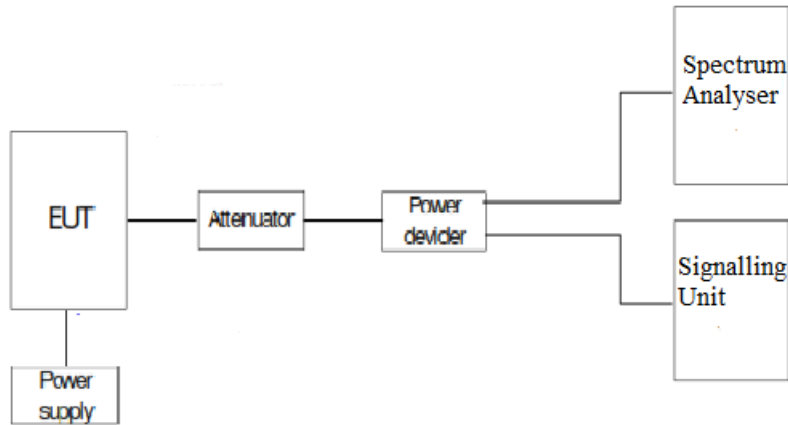 Spectrum
Analyser
EUT
Attenuator
Power
devider
Signalling
Unit
Power
supply